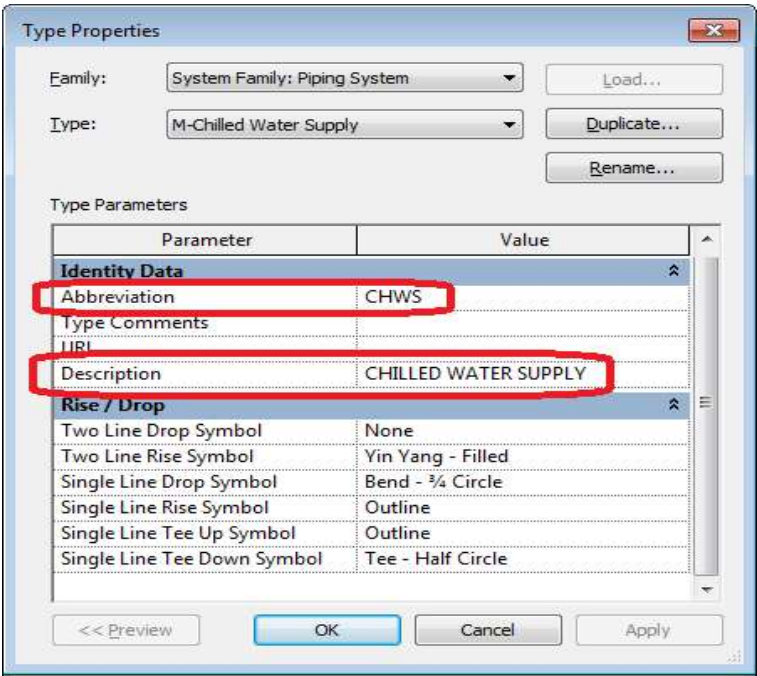 Type Properties
Family: System Family: Piping System Load...
Type: M-Chilled Water Supply Duplicate...
Rename...
Type Parameters
Parameter Value
Identity Data
Abbreviation CHWS
Type Comments
URL
Description CHILLED WATER SUPPLY
Rise / Drop
Two Line Drop Symbol None
Two Line Rise Symbol Yin Yang - Filled
Single Line Drop Symbol Bend - ¾ Circle
Single Line Rise Symbol Outline
Single Line Tee Up Symbol Outline
Single Line Tee Down Symbol Tee - Half Circle
<< Preview OK Cancel Apply